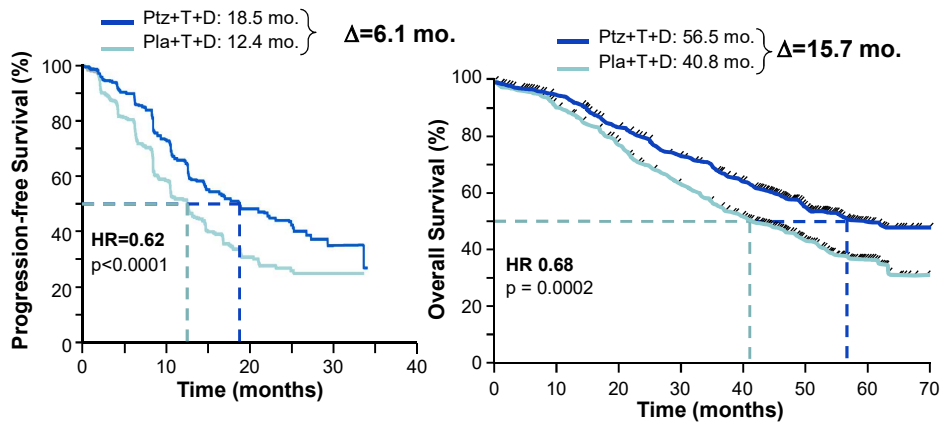 Ptz+T+D: 18.5 mo.
Pla+T+D: 12.4 mo.
Δ=6.1 mo.
Progression-free Survival (%)
100
80
60
40
20
0
HR=0.62
p<0.0001
0 10 20 30 40
Time (months)
Ptz+T+D: 56.5 mo.
Pla+T+D: 40.8 mo.
Δ=15.7 mo.
Overall Survival (%)
100
80
60
40
20
0
HR 0.68
p = 0.0002
0 10 20 30 40 50 60 70
Time (months)